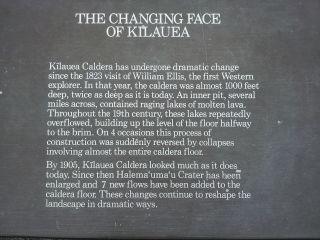 THE CHANGING FACE
OF KĪLAUEA
Kīlauea Caldera has undergone dramatic change
since the 1823 visit of William Ellis, the first Western
explorer. In that year, the caldera was almost 1000 feet
deep, twice as deep as it is today. An inner pit, several
miles across, contained raging lakes of molten lava.
Throughout the 19th century, these lakes repeatedly
overflowed, building up the level of the floor halfway
to the brim. On 4 occasions this process of
construction was suddenly reversed by collapses
involving almost the entire caldera floor.
By 1905, Kīlauea Caldera looked much as it does
today. Since then Halema'uma'u Crater has been
enlarged and 7 new flows have been added to the
caldera floor. These changes continue to reshape the
landscape in dramatic ways.